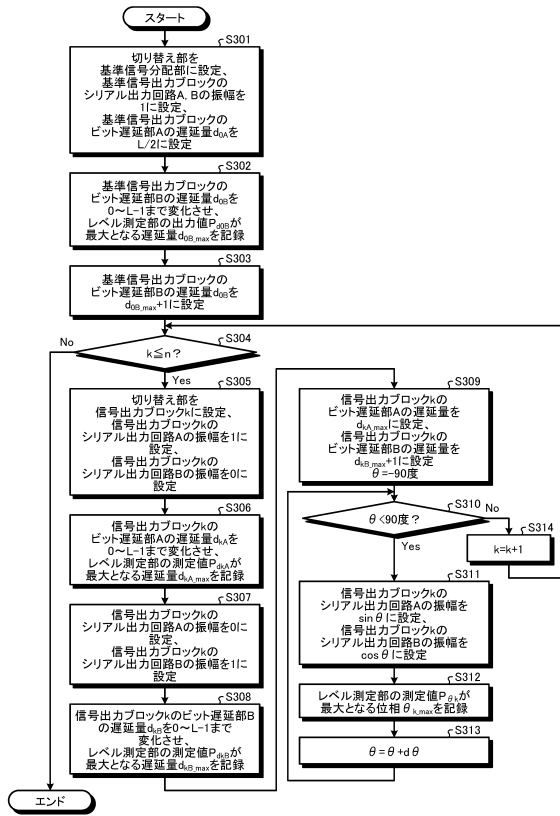 スタート
S301
切り替え部を
基準信号分配部に設定、
基準信号出力ブロックの
シリアル出力回路A, Bの振幅を
1に設定、
基準信号出力ブロックの
ビット遅延部Aの遅延量d0Aを
L/2に設定
S302
基準信号出力ブロックの
ビット遅延部Bの遅延量d0Bを
0～L-1まで変化させ、
レベル測定部の出力値Pd0Bが
最大となる遅延量d0B_maxを記録
S303
基準信号出力ブロックの
ビット遅延部Bの遅延量d0Bを
d0B_max+1に設定
S304
k≦n？
No
Yes
S305
切り替え部を
信号出力ブロックkに設定、
信号出力ブロックkの
シリアル出力回路Aの振幅を1に
設定、
信号出力ブロックkの
シリアル出力回路Bの振幅を0に
設定
S306
信号出力ブロックkの
ビット遅延部Aの遅延量dkAを
0～L-1まで変化させ、
レベル測定部の測定値PdkAが
最大となる遅延量dkA_maxを記録
S307
信号出力ブロックkの
シリアル出力回路Aの振幅を0に
設定、
信号出力ブロックkの
シリアル出力回路Bの振幅を1に
設定
S308
信号出力ブロックkのビット遅延部B
の遅延量dkBを0～L-1まで
変化させ、
レベル測定部の測定値PdkBが
最大となる遅延量dkB_maxを記録
エンド
S309
信号出力ブロックkの
ビット遅延部Aの遅延量を
dkA_maxに設定、
信号出力ブロックkの
ビット遅延部Bの遅延量を
dkB_max+1に設定
θ=-90度
S310
θ<90度？
No
Yes
S314
k=k+1
S311
信号出力ブロックkの
シリアル出力回路Aの振幅を
sinθに設定、
信号出力ブロックkの
シリアル出力回路Bの振幅を
cosθに設定
S312
レベル測定部の測定値Pθkが
最大となる位相θk_maxを記録
S313
θ=θ+dθ